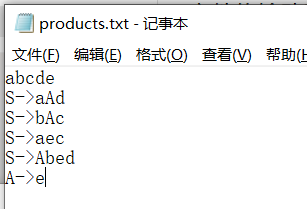 products.txt - 记事本
文件(F) 编辑(E) 格式(O) 查看(V) 帮助(
abcde
S->aAd
S->bAc
S->aec
S->Abed
A->e